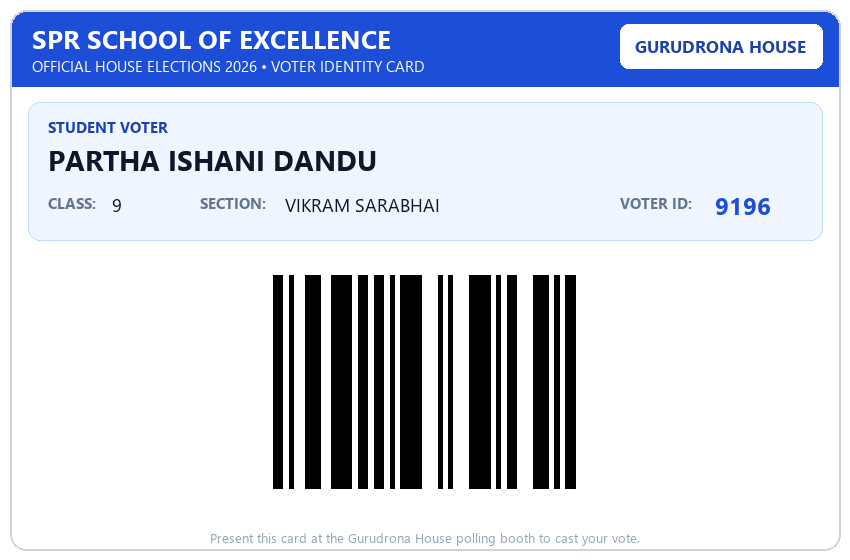 SPR SCHOOL OF EXCELLENCE
OFFICIAL HOUSE ELECTIONS 2026 • VOTER IDENTITY CARD
GURUDRONA HOUSE
STUDENT VOTER
PARTHA ISHANI DANDU
CLASS: 9 SECTION: VIKRAM SARABHAI VOTER ID: 9196
Present this card at the Gurudrona House polling booth to cast your vote.